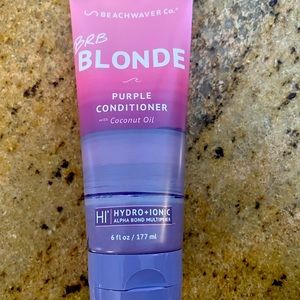 BEACHWAVER Co.®
BRB
BLONDE
PURPLE
CONDITIONER
with Coconut Oil
HI+
HYDRO+IONIC
ALPHA BOND MULTIPLIER
6 fl oz / 177 ml